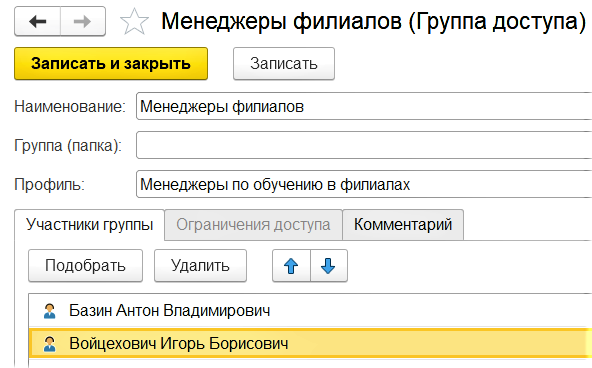 Менеджеры филиалов (Группа доступа)
Записать и закрыть Записать
Наименование: Менеджеры филиалов
Группа (папка):
Профиль: Менеджеры по обучению в филиалах
Участники группы Ограничения доступа Комментарий
Подобрать Удалить
Базин Антон Владимирович
Войцехович Игорь Борисович